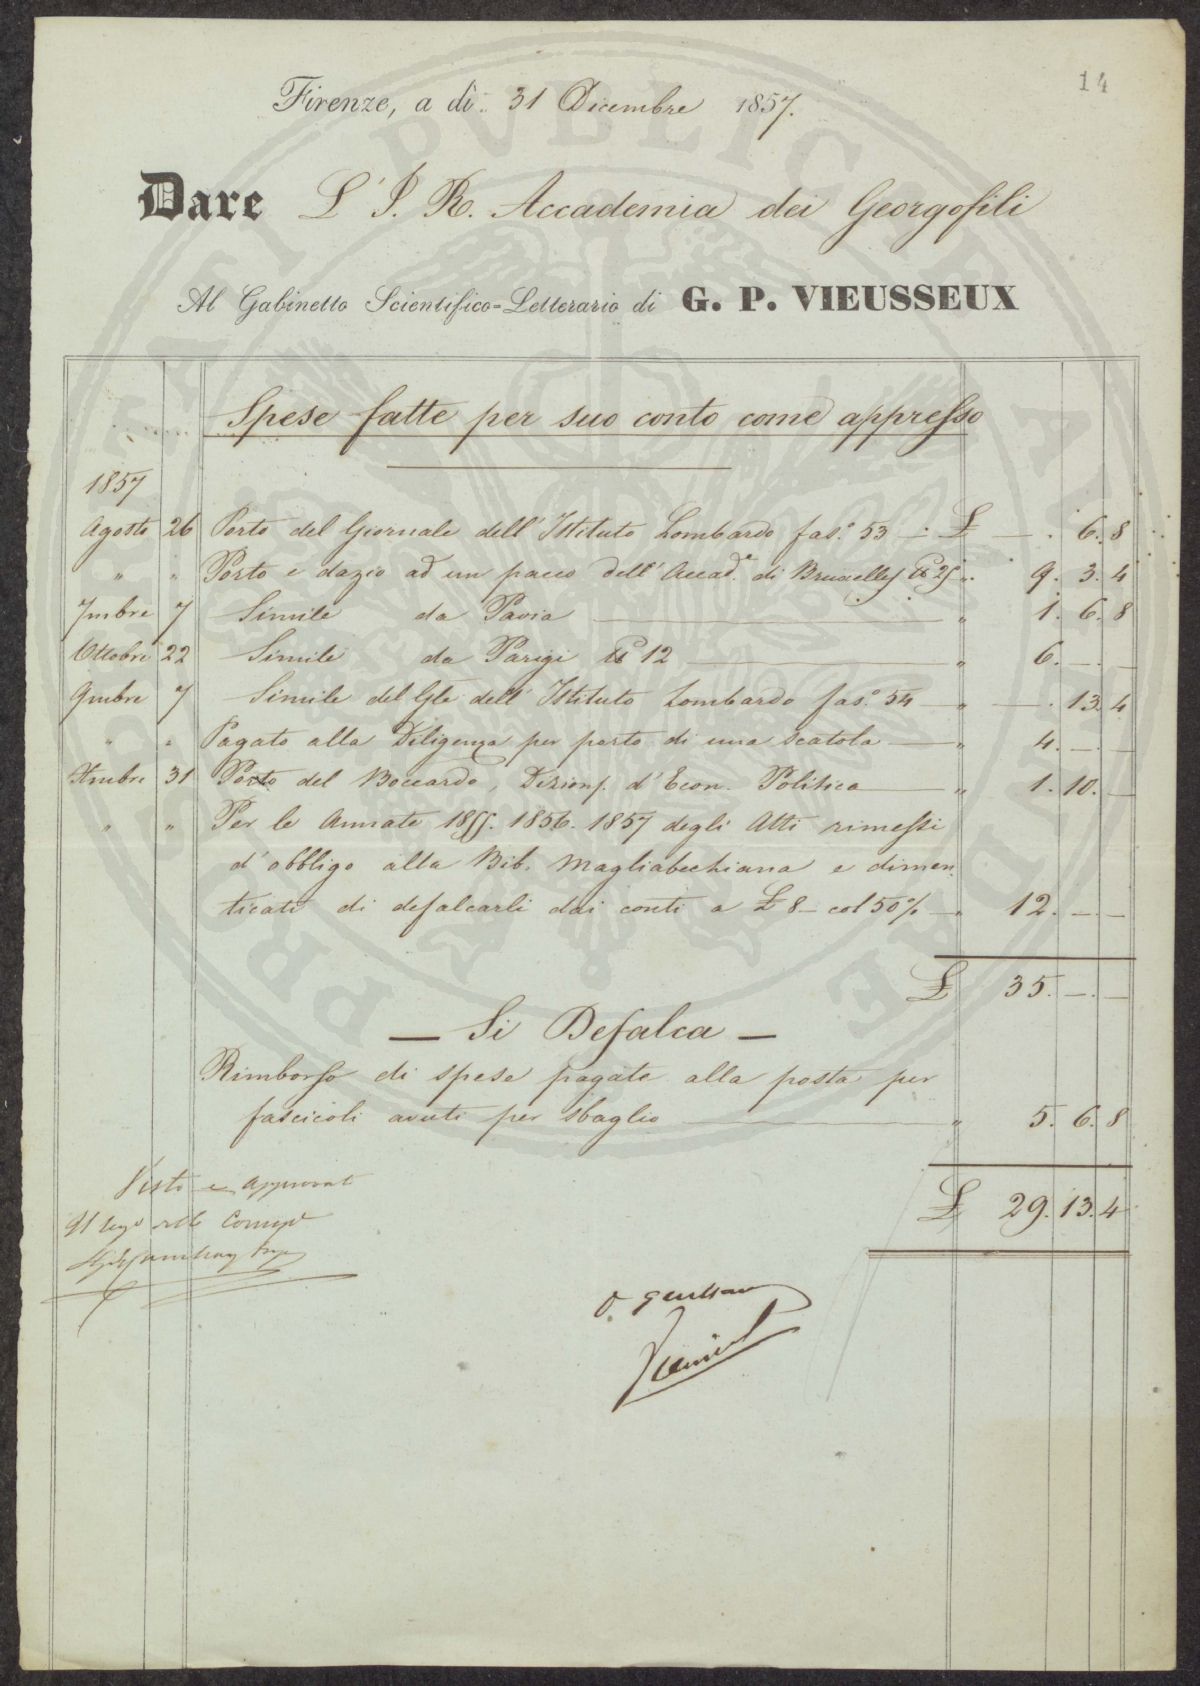 14
Firenze, a dì 31 Dicembre 1857.
Dare L'I. R. Accademia dei Georgofili
Al Gabinetto Scientifico-Letterario di G. P. VIEUSSEUX
Spese fatte per suo conto come appresso
1857
Agosto 26 Porto del Giornale dell'Istituto Lombardo fas.° 53 — £ — . 6. 8
" " Porto e dazio ad un pacco dell'Accad.ª di Bruxelles 25 " 9. 3. 4
7mbre 7 Simile da Pavia — " 1. 6. 8
Ottobre 22 Simile da Parigi 12 — " 6. — . —
9mbre 7 Simile del Gle dell'Istituto Lombardo fas.° 54 — " — . 13. 4
" " Pagato alla Diligenza per porto di una scatola — " 4. — . —
Xmbre 31 Porto del Boccardo, Dizion. d'Econ. Politica — " 1. 10. —
" " Per le Annate 1855. 1856. 1857 degli Atti rimessi
d'obbligo alla Bib. Magliabechiana e dimen
ticati di defalcarli dai conti a £ 8 — col 50% — " 12. — . —
£ 35. — . —
— Si Defalca —
Rimborso di spese pagate alla posta per
fascicoli avuti per sbaglio — " 5. 6. 8
Visto e approvato
£ 29. 13. 4